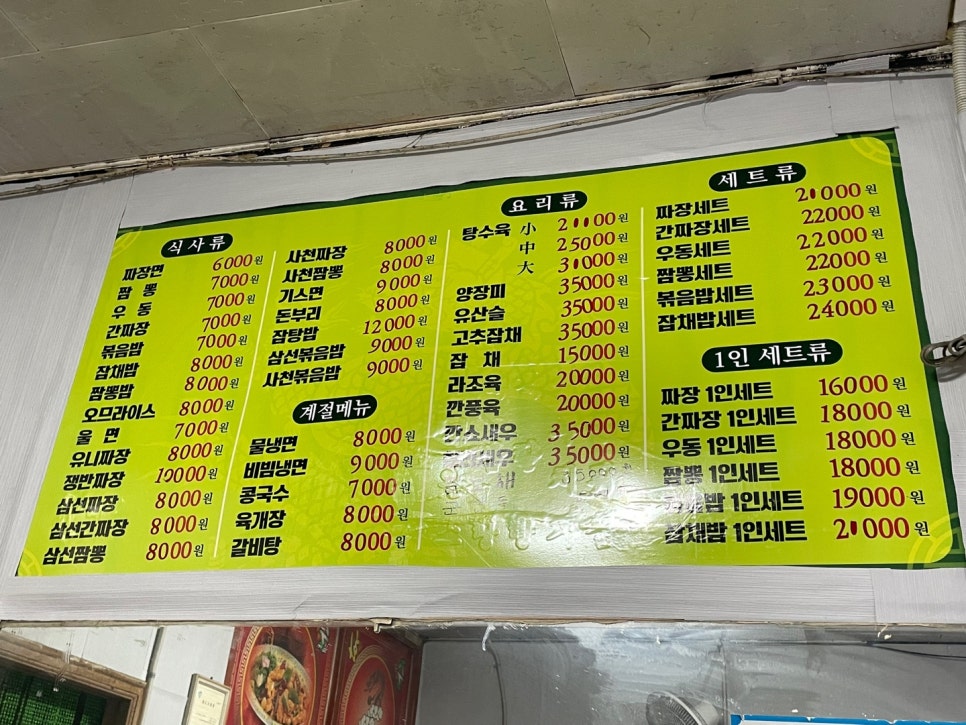 식사류
짜장면 6000원
짬뽕 7000원
우동 7000원
간짜장 7000원
볶음밥 7000원
잡채밥 8000원
짬뽕밥 8000원
오므라이스 8000원
울면 7000원
유니짜장 8000원
쟁반짜장 19000원
삼선짜장 8000원
삼선간짜장 8000원
삼선짬뽕 8000원
사천짜장 8000원
사천짬뽕 8000원
기스면 9000원
돈부리 8000원
잡탕밥 12000원
삼선볶음밥 9000원
사천볶음밥 9000원
계절메뉴
물냉면 8000원
비빔냉면 9000원
콩국수 7000원
육개장 8000원
갈비탕 8000원
요리류
탕수육 小 원
中 25000원
大 원
양장피 35000원
유산슬 35000원
고추잡채 35000원
잡채 15000원
라조육 20000원
깐풍육 20000원
깐쇼새우 35000원
새우 35000원
세트류
짜장세트 21000원
간짜장세트 22000원
우동세트 22000원
짬뽕세트 22000원
볶음밥세트 23000원
잡채밥세트 24000원
1인 세트류
짜장 1인세트 16000원
간짜장 1인세트 18000원
우동 1인세트 18000원
짬뽕 1인세트 18000원
1인세트 19000원
잡채밥 1인세트 21000원